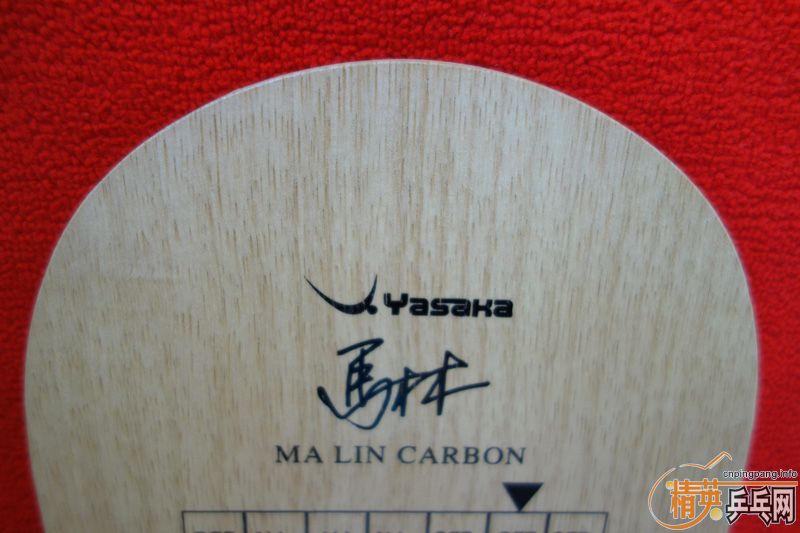 Yasaka
馬林
MA LIN CARBON
cnpingpang.info
精英乒乓网